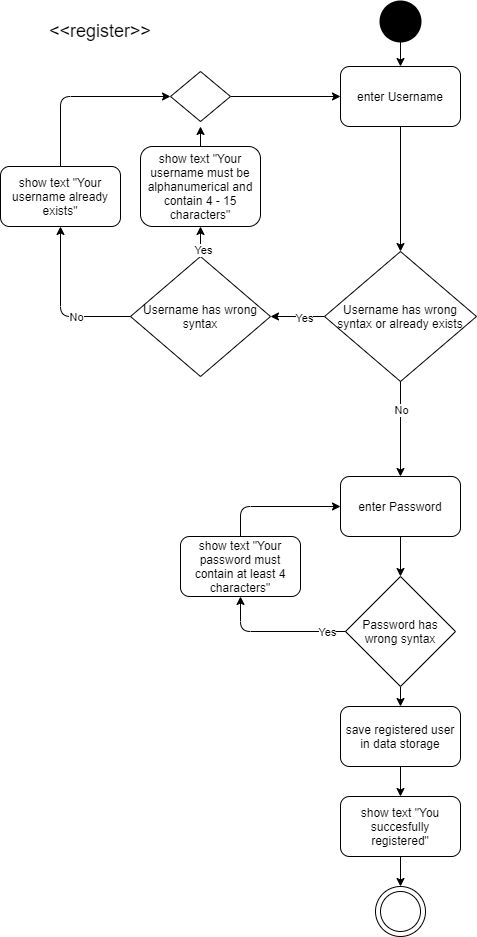 <<register>>
enter Username
show text "Your
username must be
alphanumerical and
contain 4 - 15
characters"
show text "Your
username already
exists"
Yes
Username has wrong
syntax
Yes
Username has wrong
syntax or already exists
No
No
enter Password
show text "Your
password must
contain at least 4
characters"
Yes
Password has
wrong syntax
save registered user
in data storage
show text "You
succesfully
registered"